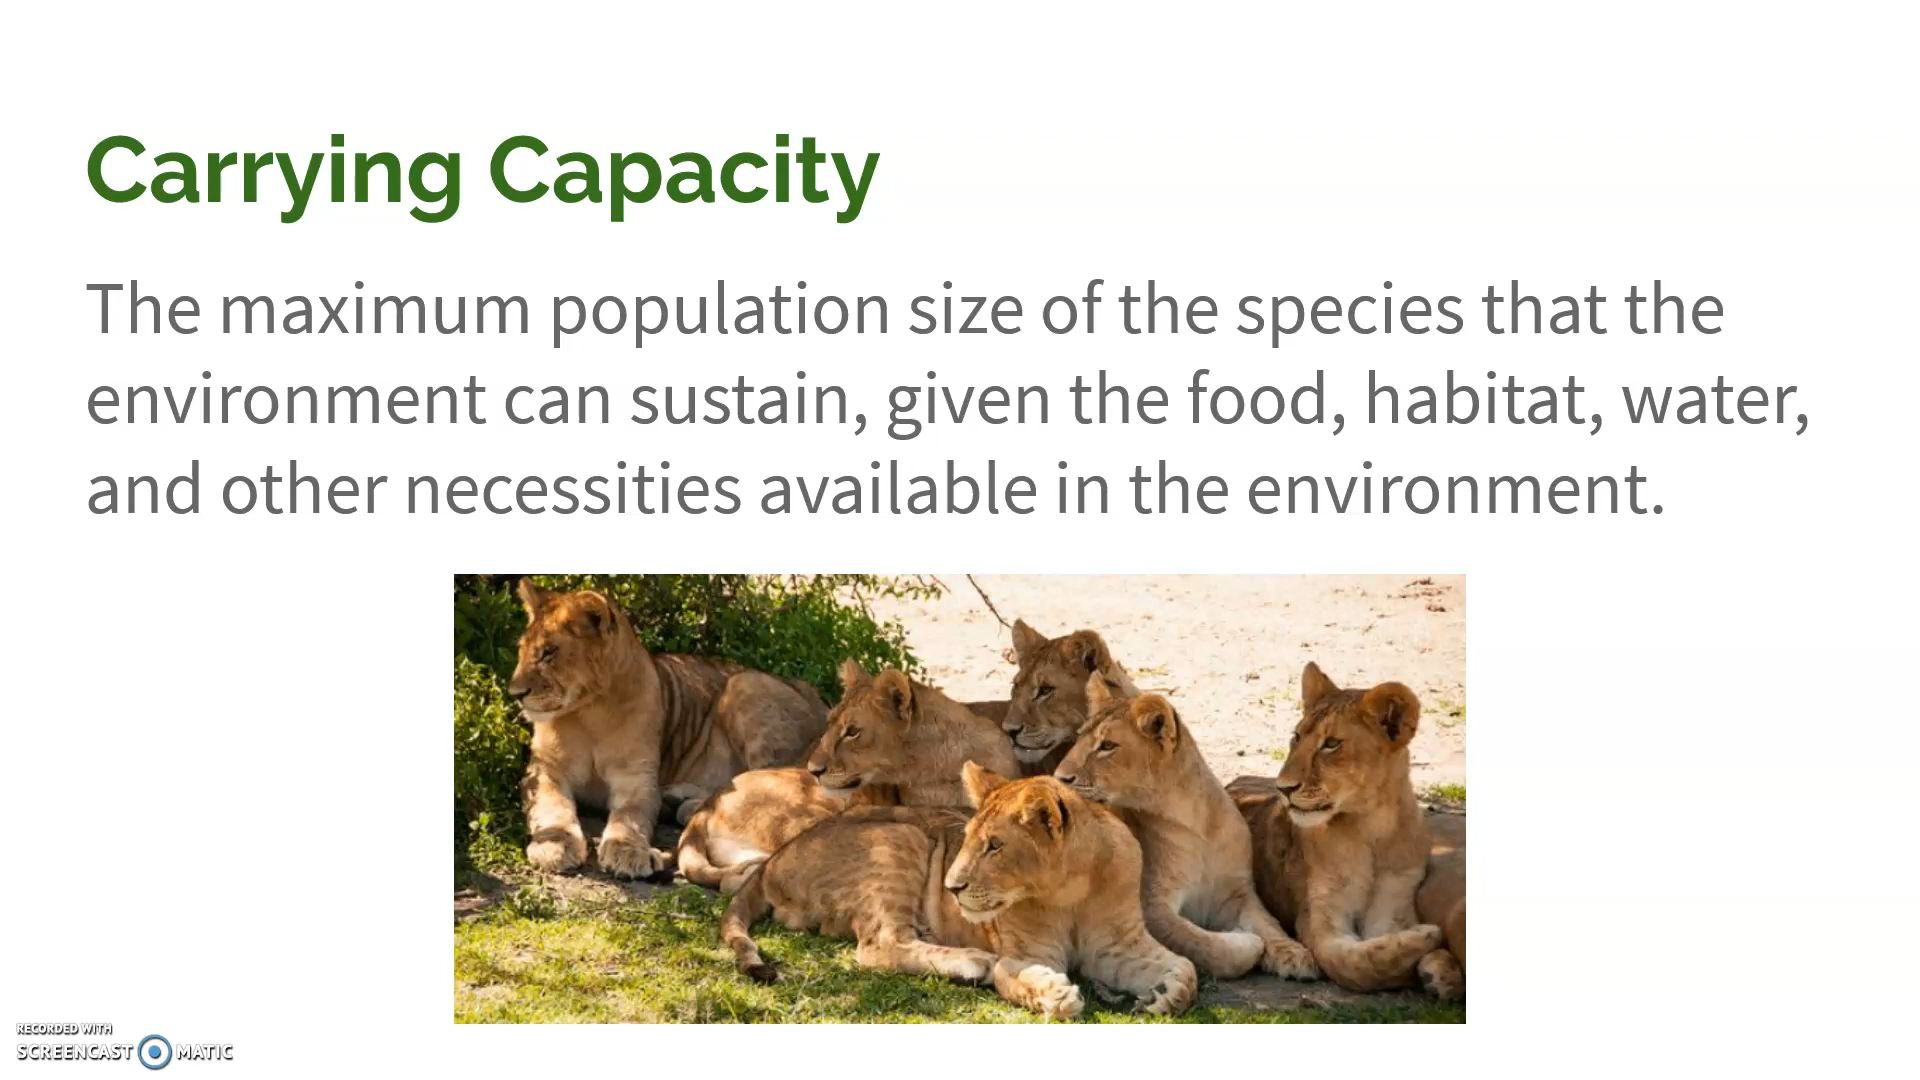 Carrying Capacity
The maximum population size of the species that the
environment can sustain, given the food, habitat, water,
and other necessities available in the environment.
RECORDED WITH
SCREENCAST MATIC